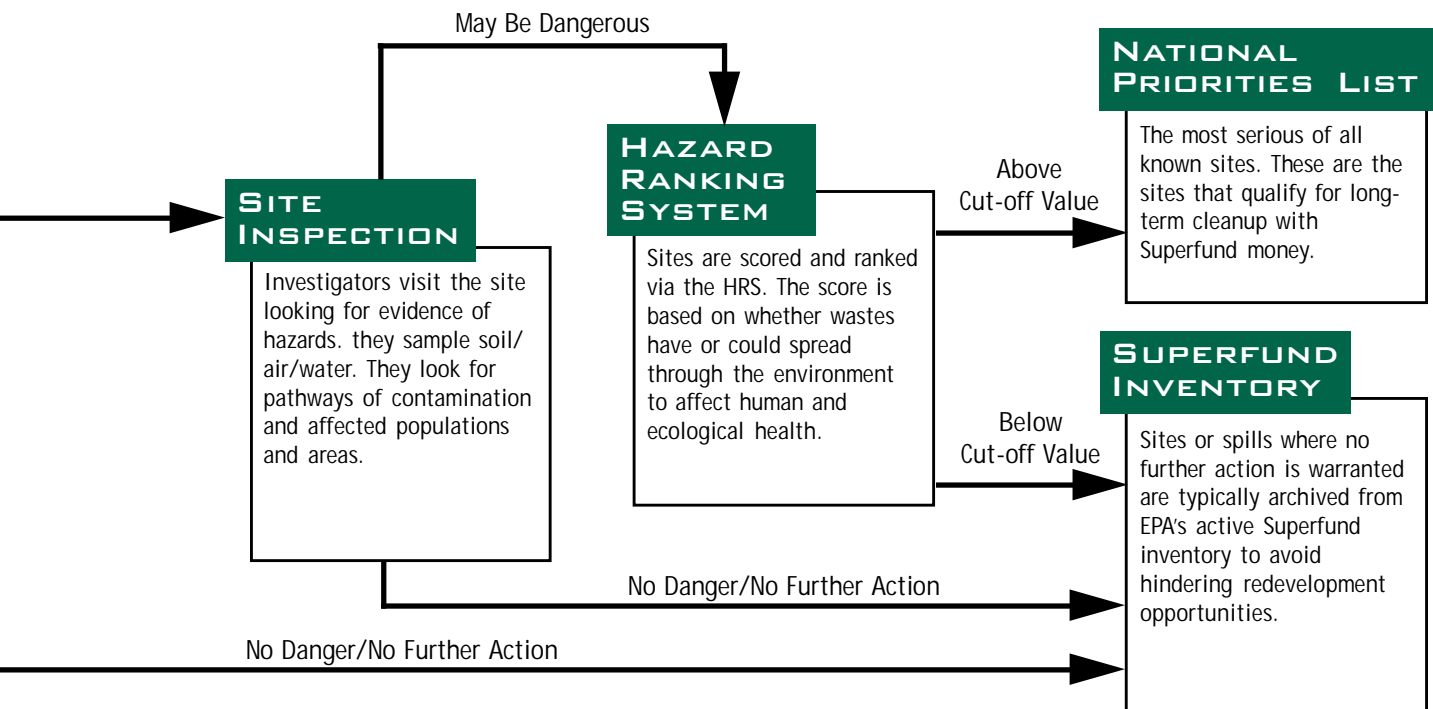 May Be Dangerous
SITE
INSPECTION
Investigators visit the site
looking for evidence of
hazards. they sample soil/
air/water. They look for
pathways of contamination
and affected populations
and areas.
HAZARD
RANKING
SYSTEM
Sites are scored and ranked
via the HRS. The score is
based on whether wastes
have or could spread
through the environment
to affect human and
ecological health.
Above
Cut-off Value
NATIONAL
PRIORITIES LIST
The most serious of all
known sites. These are the
sites that qualify for long-
term cleanup with
Superfund money.
Below
Cut-off Value
SUPERFUND
INVENTORY
Sites or spills where no
further action is warranted
are typically archived from
EPA's active Superfund
inventory to avoid
hindering redevelopment
opportunities.
No Danger/No Further Action
No Danger/No Further Action